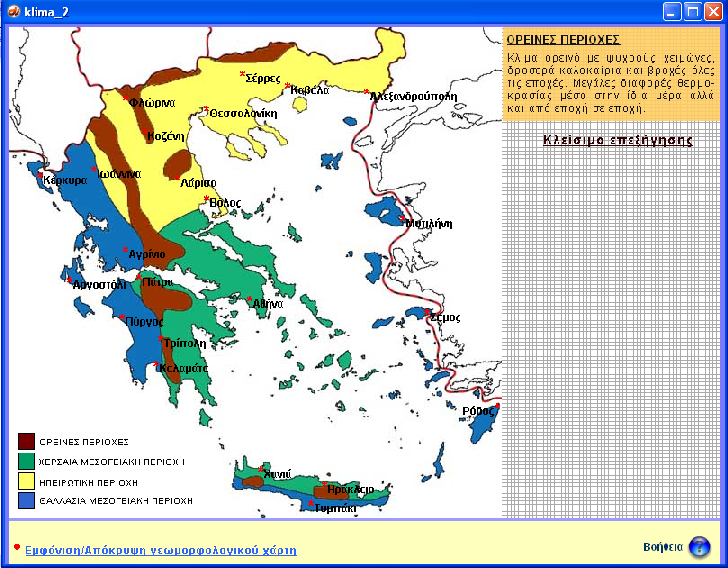 klima_2
ΟΡΕΙΝΕΣ ΠΕΡΙΟΧΕΣ
Κλίμα ορεινό με ψυχρούς χειμώνες,
δροσερά καλοκαίρια και βροχές όλες
τις εποχές. Μεγάλες διαφορές θερμο-
κρασίας μέσα στην ίδια μέρα αλλά
και από εποχή σε εποχή.
Κλείσιμο επεξήγησης
Σέρρες
Καβάλα
Αλεξανδρούπολη
Φλώρινα
Θεσσαλονίκη
Κοζάνη
Ιωάννινα
Κέρκυρα
Λάρισα
Βόλος
Μυτιλήνη
Αγρίνιο
Αργοστόλι
Πάτρα
Αθήνα
Πύργος
Σάμος
Τρίπολη
Καλαμάτα
Ρόδος
ΟΡΕΙΝΕΣ ΠΕΡΙΟΧΕΣ
ΧΕΡΣΑΙΑ ΜΕΣΟΓΕΙΑΚΗ ΠΕΡΙΟΧΗ
ΗΠΕΙΡΩΤΙΚΗ ΠΕΡΙΟΧΗ
ΘΑΛΑΣΣΙΑ ΜΕΣΟΓΕΙΑΚΗ ΠΕΡΙΟΧΗ
Χανιά
Ηράκλειο
Τυμπάκι
Εμφάνιση/Απόκρυψη γεωμορφολογικού χάρτη
Βοήθεια